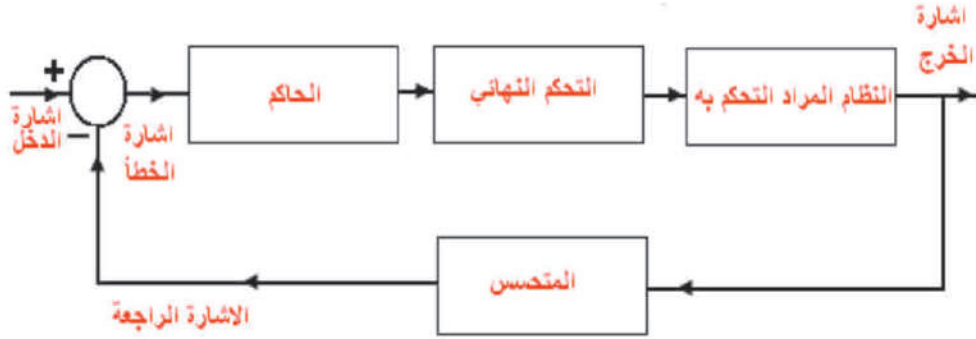 اشارة
الخرج
+
الحاكم
التحكم النهائي
النظام المراد التحكم به
اشارة
الدخل
−
اشارة
الخطأ
المتحسس
الاشارة الراجعة